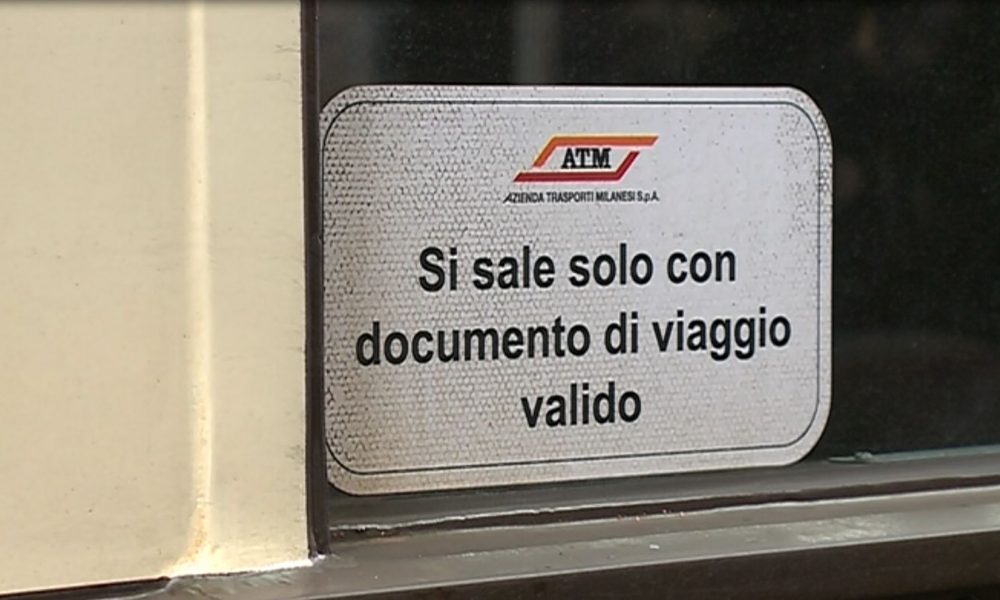 ATM
AZIENDA TRASPORTI MILANESI S.p.A.
Si sale solo con
documento di viaggio
valido